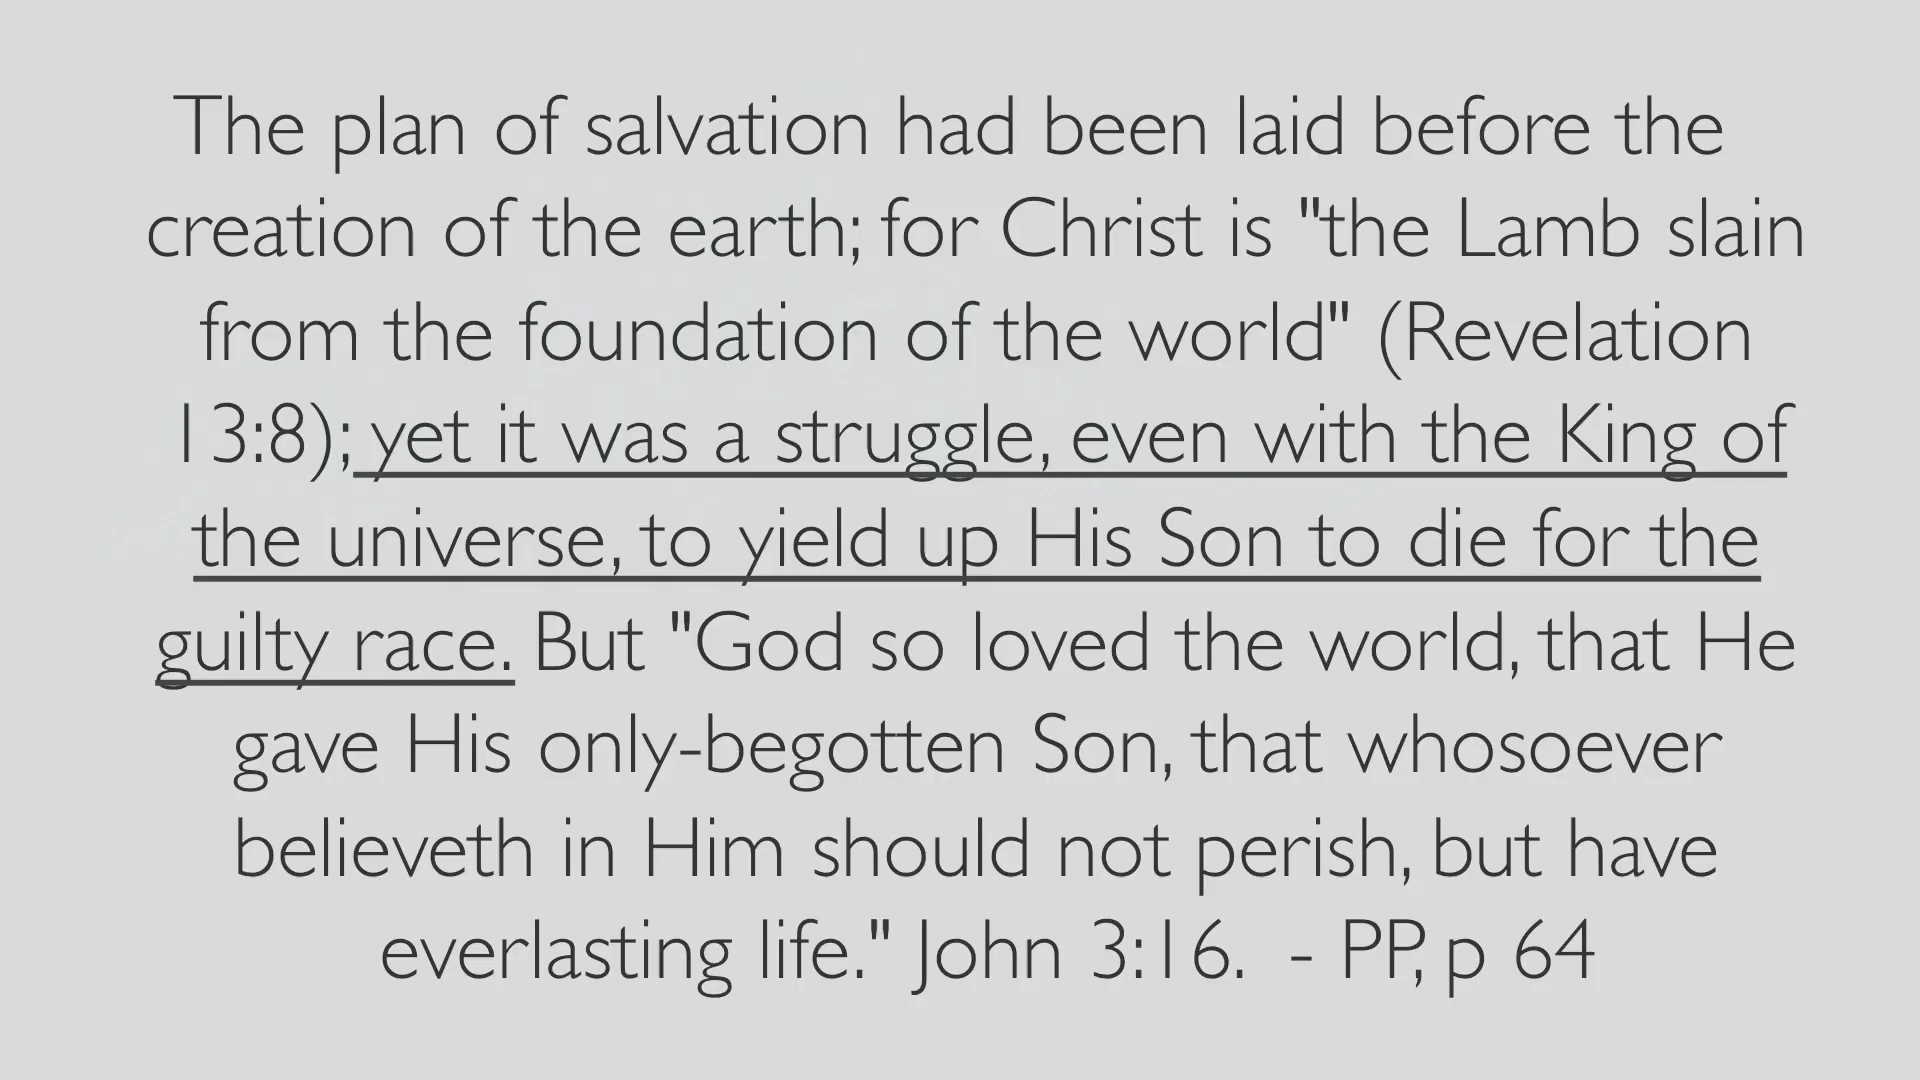 The plan of salvation had been laid before the
creation of the earth; for Christ is "the Lamb slain
from the foundation of the world" (Revelation
13:8); yet it was a struggle, even with the King of
the universe, to yield up His Son to die for the
guilty race. But "God so loved the world, that He
gave His only-begotten Son, that whosoever
believeth in Him should not perish, but have
everlasting life." John 3:16.  - PP, p 64